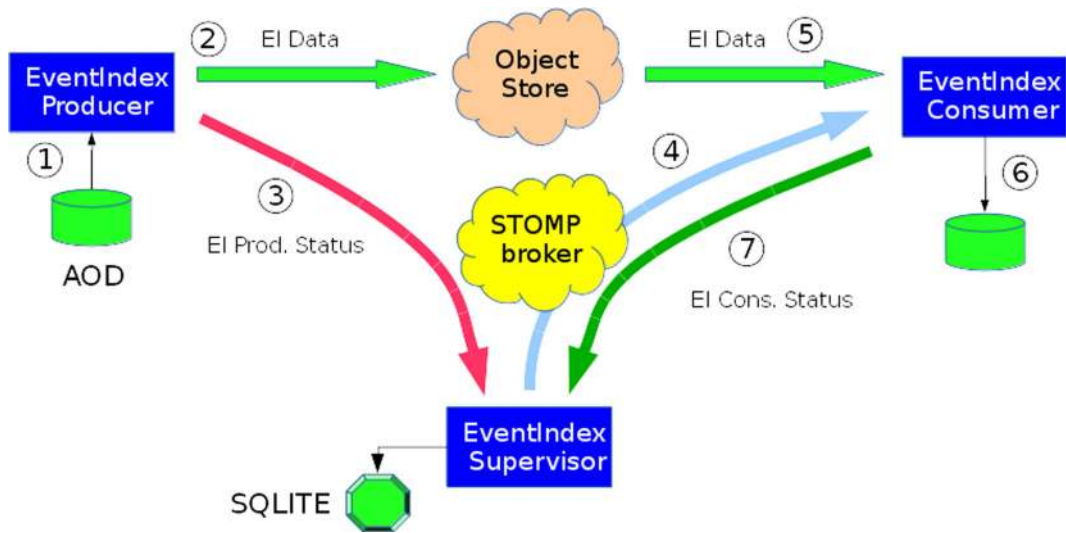 ② EI Data
Object
Store
EI Data ⑤
EventIndex
Producer
EventIndex
Consumer
①
③
④
⑥
AOD
EI Prod. Status
STOMP
broker
⑦
EI Cons. Status
EventIndex
Supervisor
SQLITE